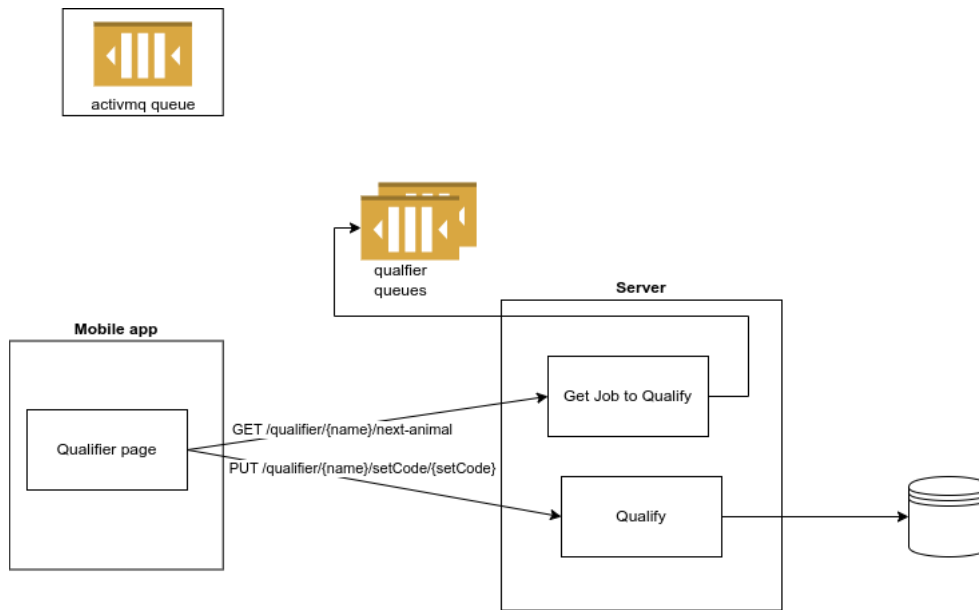 activmq queue
qualfier
queues
Server
Mobile app
Get Job to Qualify
GET /qualifier/{name}/next-animal
Qualifier page
PUT /qualifier/{name}/setCode/{setCode}
Qualify